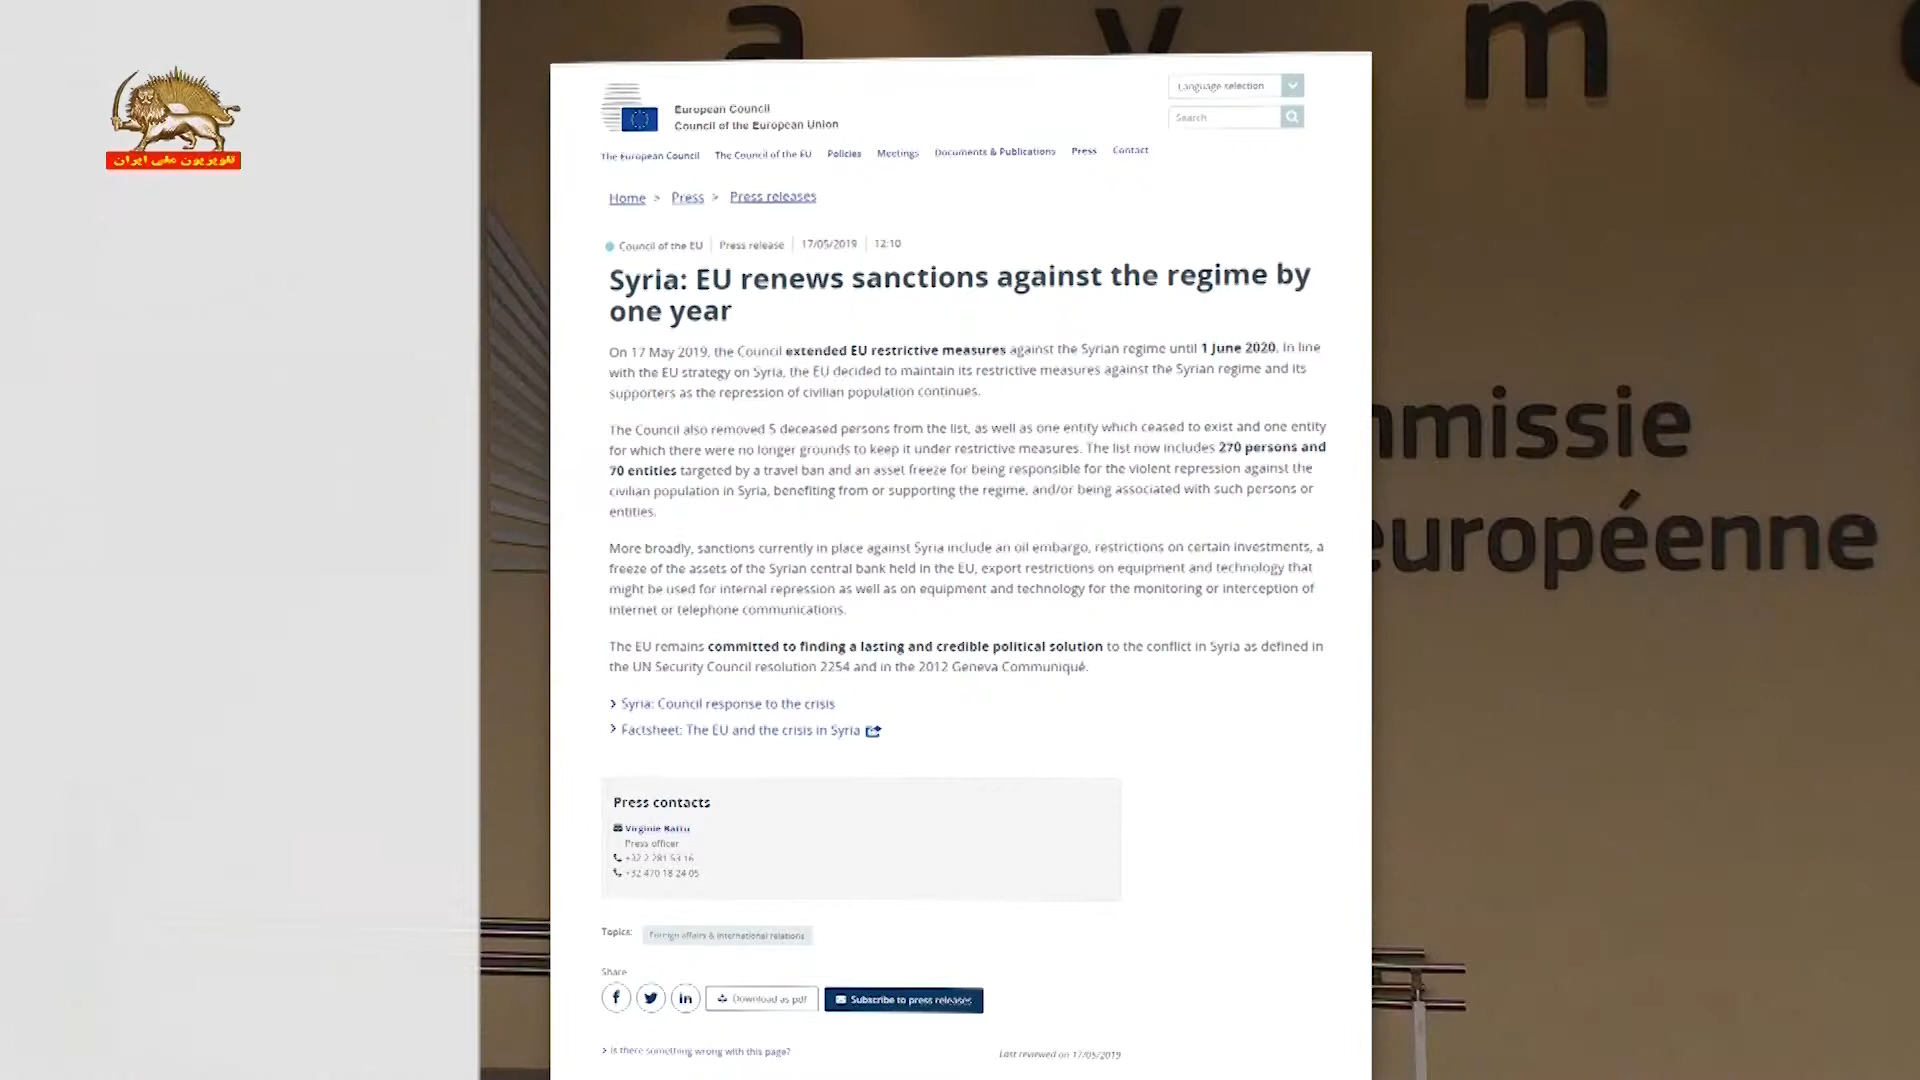 a v m
تلویزیون ملی ایران
European Council
Council of the European Union
Language selection
Search
The European Council The Council of the EU Policies Meetings Documents & Publications Press Contact
Home > Press > Press releases
Council of the EU Press release 17/05/2019 12:10
Syria: EU renews sanctions against the regime by
one year
On 17 May 2019, the Council extended EU restrictive measures against the Syrian regime until 1 June 2020. In line
with the EU strategy on Syria, the EU decided to maintain its restrictive measures against the Syrian regime and its
supporters as the repression of civilian population continues.
The Council also removed 5 deceased persons from the list, as well as one entity which ceased to exist and one entity
for which there were no longer grounds to keep it under restrictive measures. The list now includes 270 persons and
70 entities targeted by a travel ban and an asset freeze for being responsible for the violent repression against the
civilian population in Syria, benefiting from or supporting the regime, and/or being associated with such persons or
entities.
More broadly, sanctions currently in place against Syria include an oil embargo, restrictions on certain investments, a
freeze of the assets of the Syrian central bank held in the EU, export restrictions on equipment and technology that
might be used for internal repression as well as on equipment and technology for the monitoring or interception of
internet or telephone communications.
The EU remains committed to finding a lasting and credible political solution to the conflict in Syria as defined in
the UN Security Council resolution 2254 and in the 2012 Geneva Communiqué.
> Syria: Council response to the crisis
> Factsheet: The EU and the crisis in Syria
Press contacts
Virginie Battu
Press officer
+32 2 281 53 16
+32 470 18 24 05
Topics: Foreign affairs & international relations
Share
f in Download as pdf Subscribe to press releases
> Is there something wrong with this page?
Last reviewed on 17/05/2019
mmissie
européenne